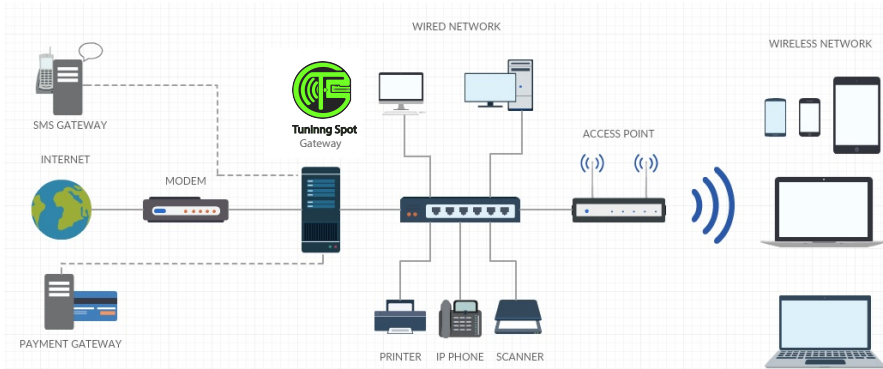 WIRED NETWORK
WIRELESS NETWORK
SMS GATEWAY
Tuninng Spot
Gateway
ACCESS POINT
INTERNET
MODEM
PAYMENT GATEWAY
PRINTER
IP PHONE
SCANNER